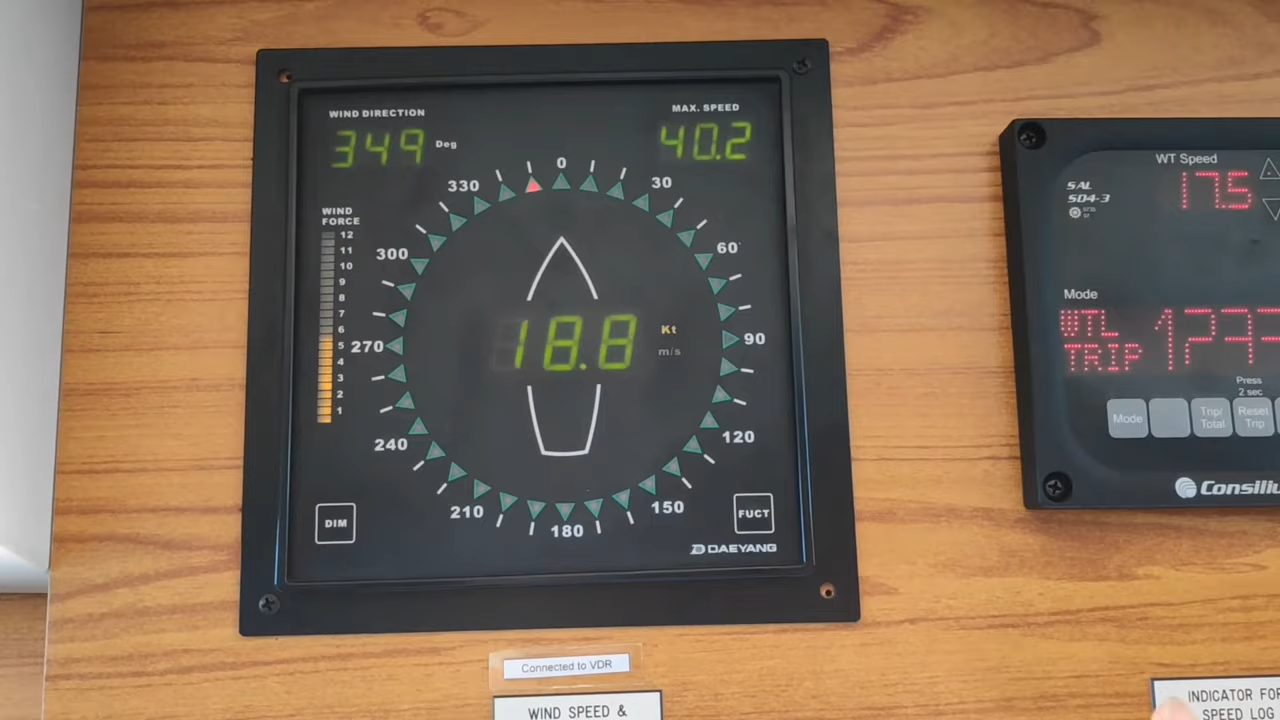 WIND DIRECTION
349 Deg
MAX. SPEED
40.2
WIND
FORCE
12
11
10
9
8
7
6
5
4
3
2
1
0
30
60
90
120
150
180
210
240
270
300
330
18.8
Kt
m/s
DIM
FUCT
DAEYANG
Connected to VDR
WIND SPEED &
WT Speed
SAL
SD4-3
17.5
Mode
WTL
TRIP
Press
2 sec
Mode
Trip/
Total
Reset
Trip
INDICATOR FOR
SPEED LOG